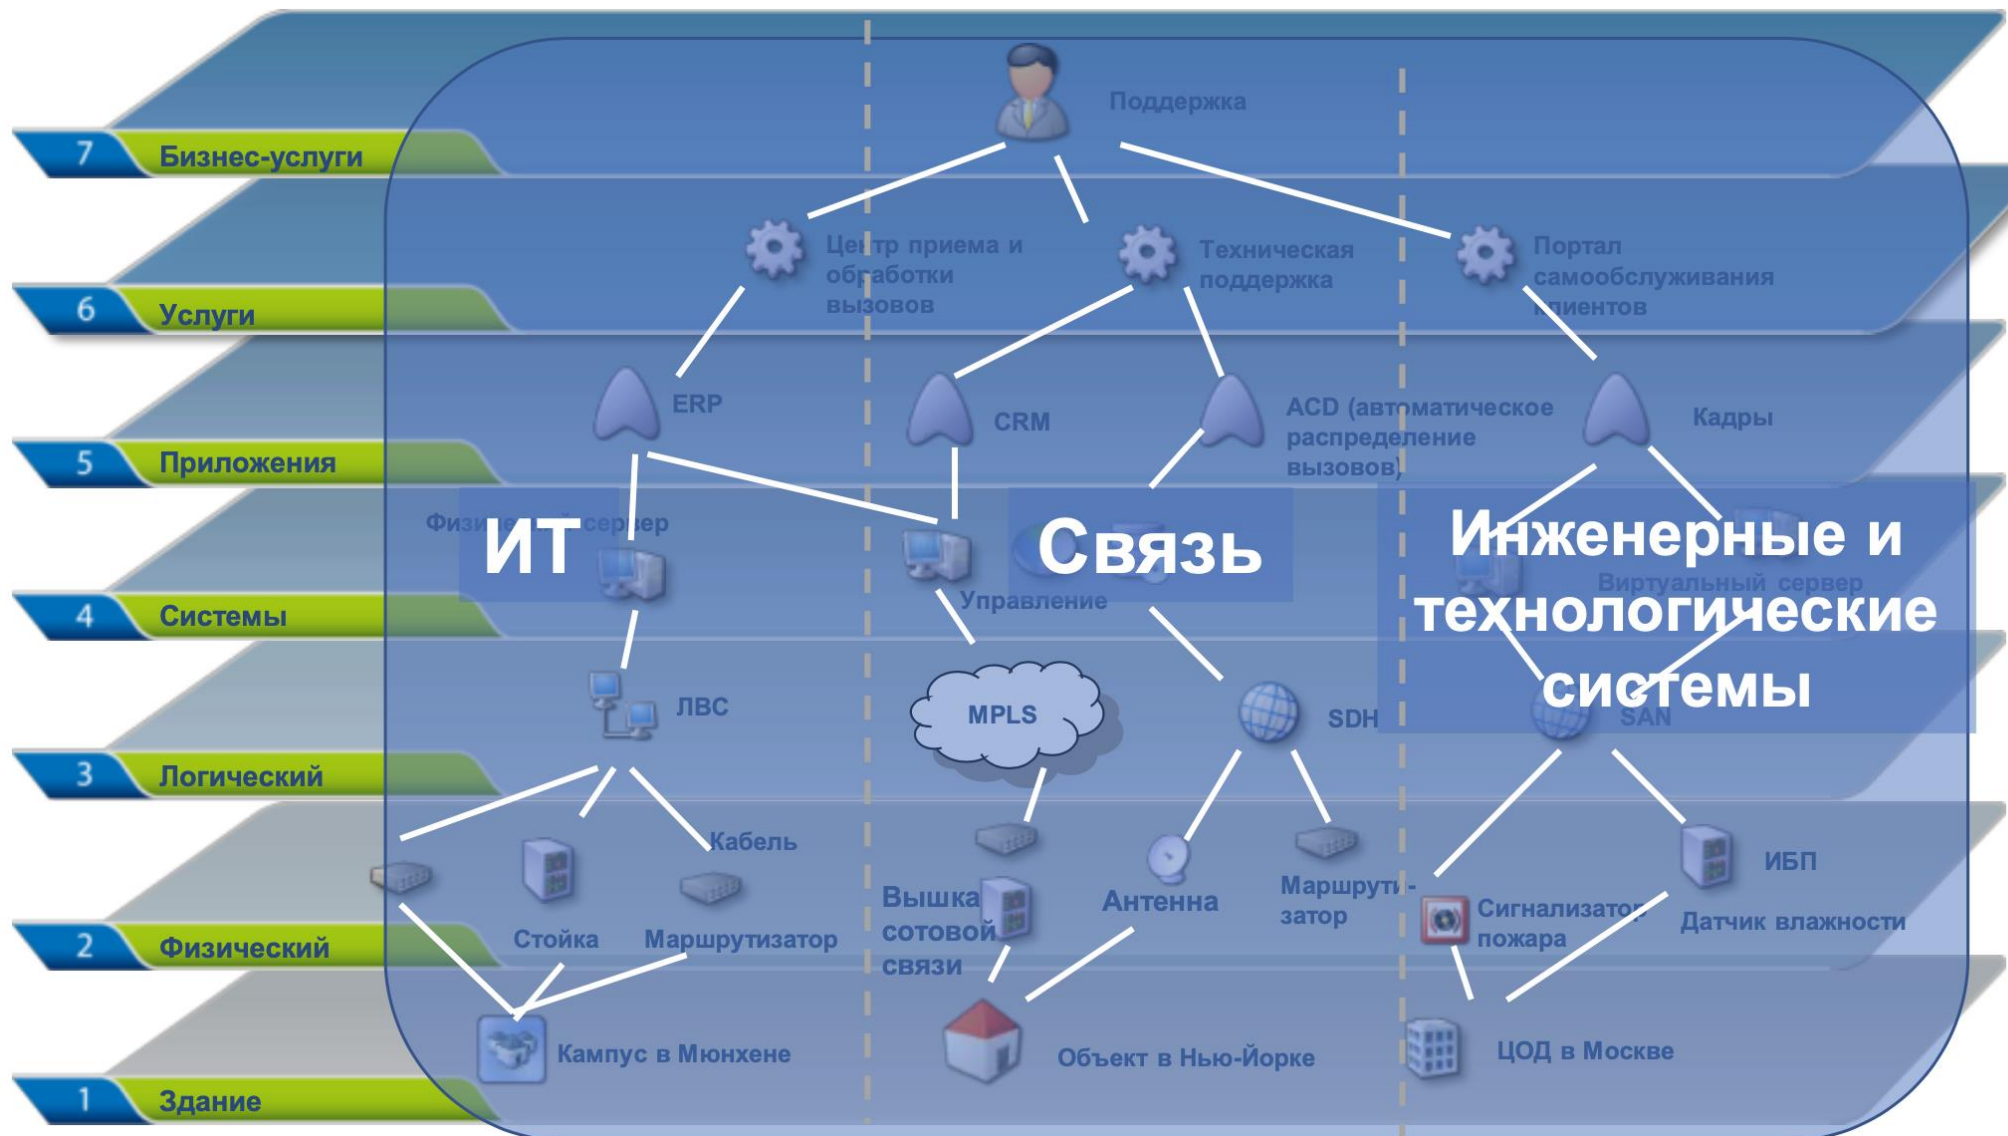 Поддержка
7
Бизнес-услуги
Центр приема и
обработки
вызовов
Техническая
поддержка
Портал
самообслуживания
клиентов
6
Услуги
ERP
CRM
ACD (автоматическое
распределение
вызовов)
Кадры
5
Приложения
Физический сервер
ИТ
Связь
Инженерные и
технологические
системы
Управление
Виртуальный сервер
4
Системы
ЛВС
MPLS
SDH
SAN
3
Логический
Кабель
Стойка
Маршрутизатор
Вышка
сотовой
связи
Антенна
Маршрути-
затор
Сигнализатор
пожара
ИБП
Датчик влажности
2
Физический
Кампус в Мюнхене
Объект в Нью-Йорке
ЦОД в Москве
1
Здание